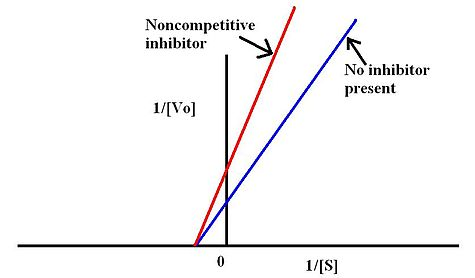 Noncompetitive
inhibitor
No inhibitor
present
1/[Vo]
0
1/[S]